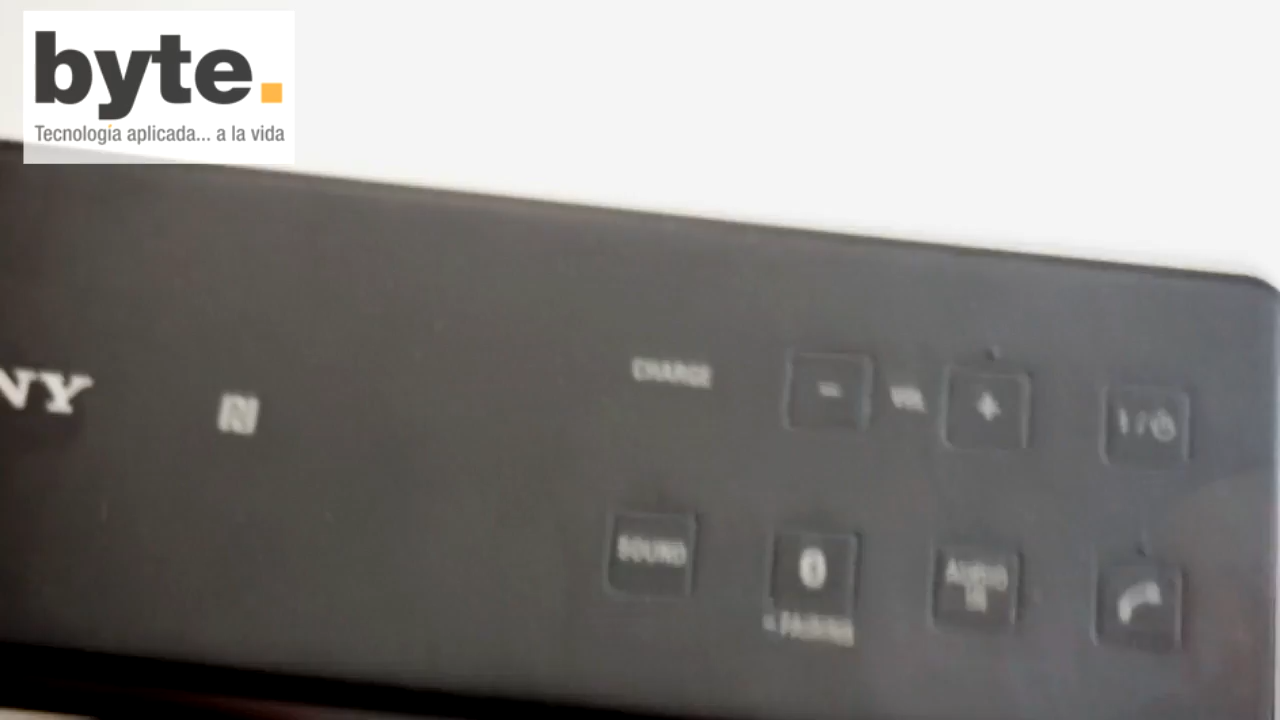 byte.
Tecnología aplicada... a la vida
NY
CHARGE
- VOL +
I/⏻
SOUND
AUDIO
IN
PAIRING